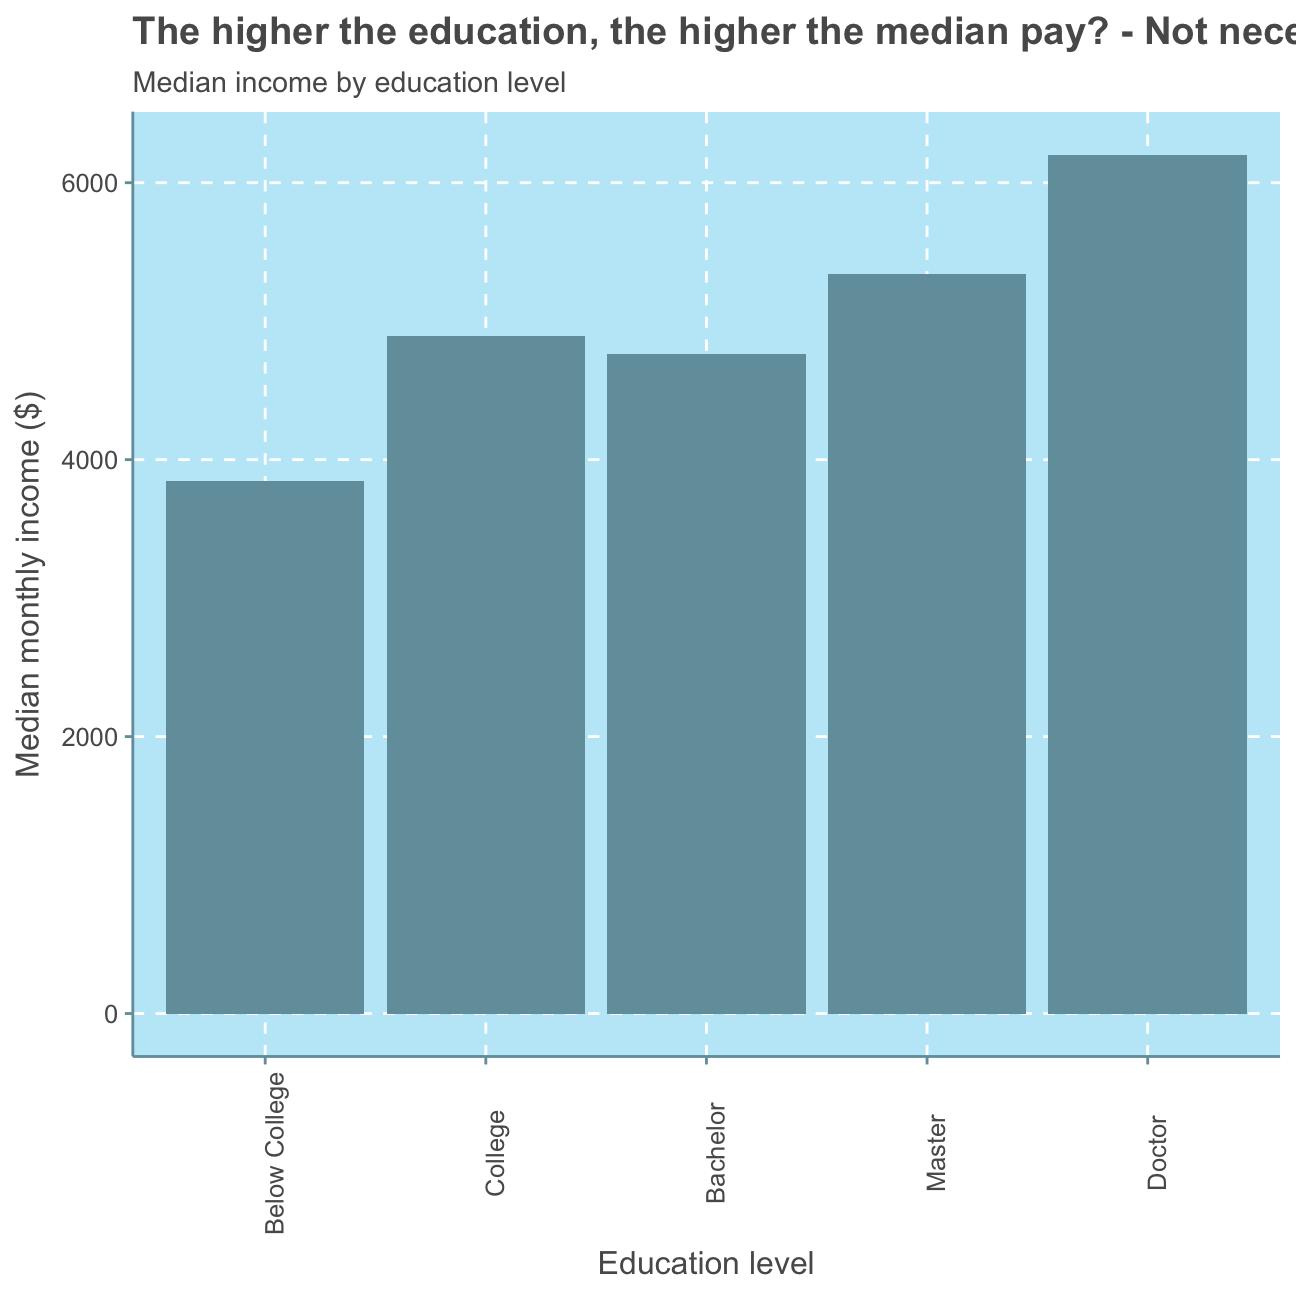 The higher the education, the higher the median pay? - Not nece
Median income by education level
Median monthly income ($)
6000
4000
2000
0
Below College
College
Bachelor
Master
Doctor
Education level